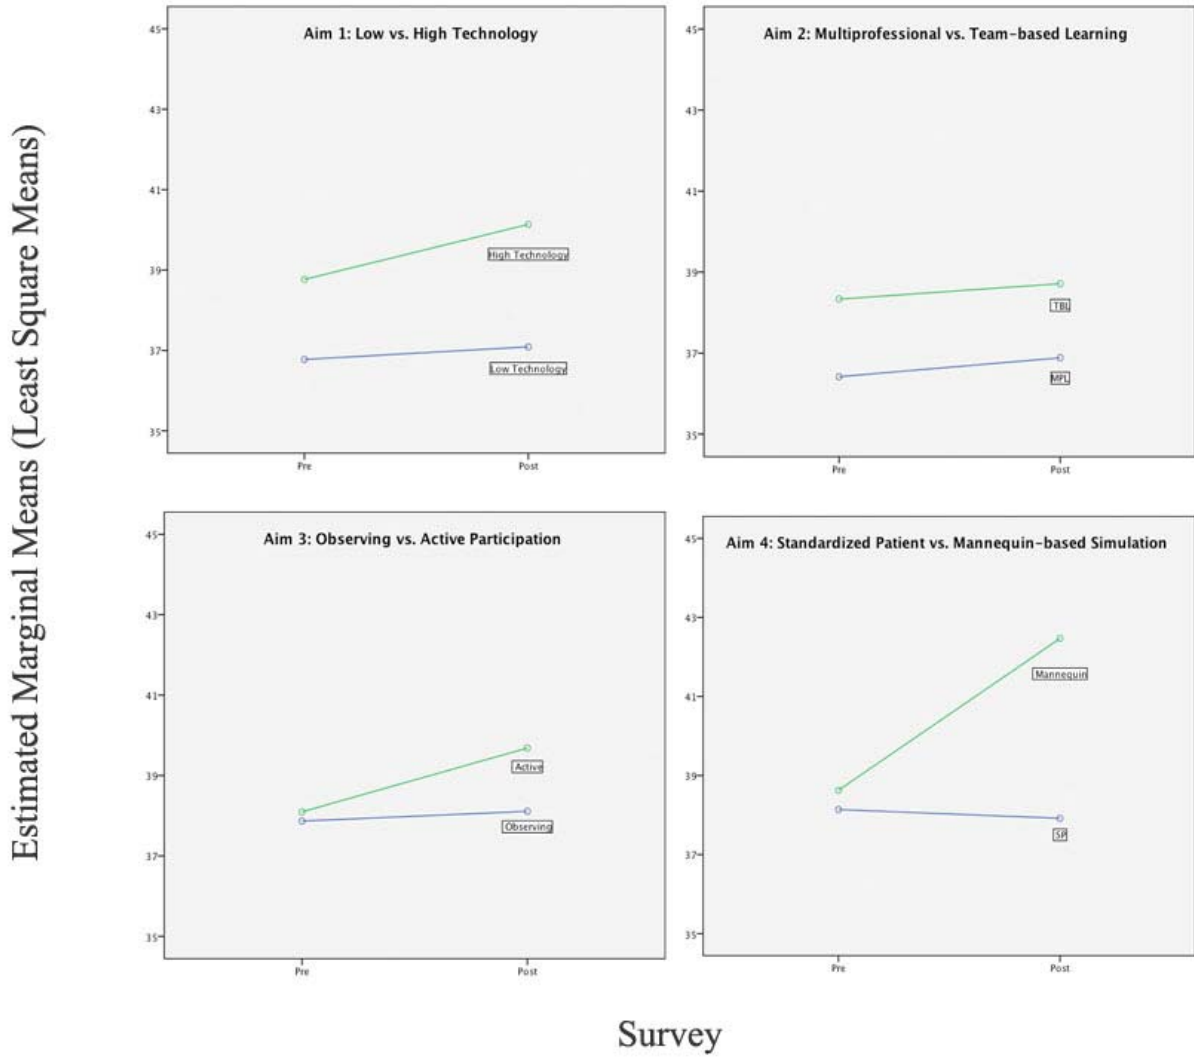 Estimated Marginal Means (Least Square Means)
Aim 1: Low vs. High Technology
45
43
41
39
37
35
High Technology
Low Technology
Pre
Post
Aim 2: Multiprofessional vs. Team-based Learning
45
43
41
39
37
35
TBL
MPL
Pre
Post
Aim 3: Observing vs. Active Participation
45
43
41
39
37
35
Active
Observing
Pre
Post
Aim 4: Standardized Patient vs. Mannequin-based Simulation
45
43
41
39
37
35
Mannequin
SP
Pre
Post
Survey